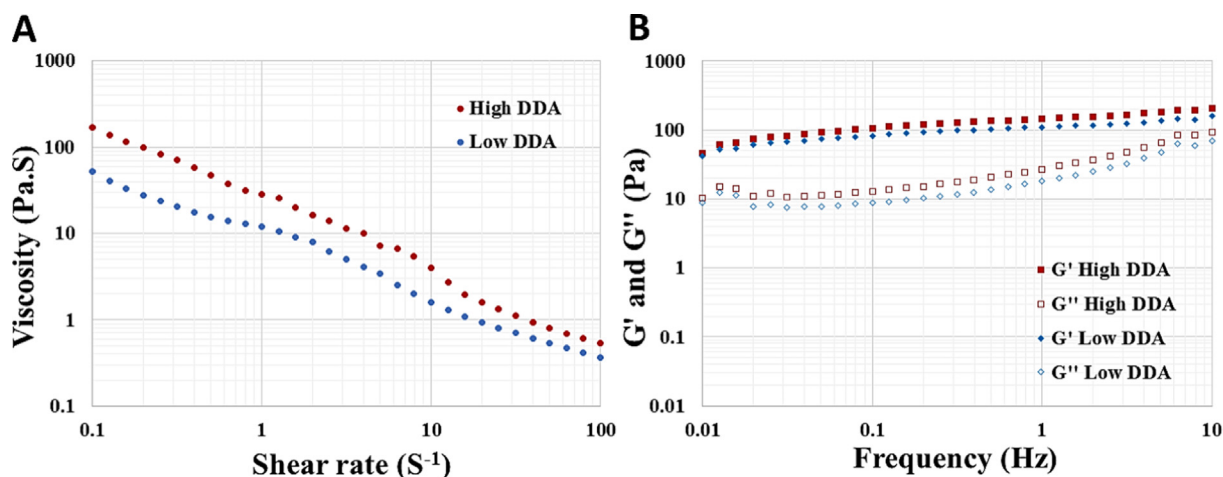 A
1000
100
10
1
0.1
Viscosity (Pa.S)
High DDA
Low DDA
0.1
1
10
100
Shear rate (S⁻¹)
B
1000
100
10
1
0.1
0.01
G' and G'' (Pa)
G' High DDA
G'' High DDA
G' Low DDA
G'' Low DDA
0.01
0.1
1
10
Frequency (Hz)